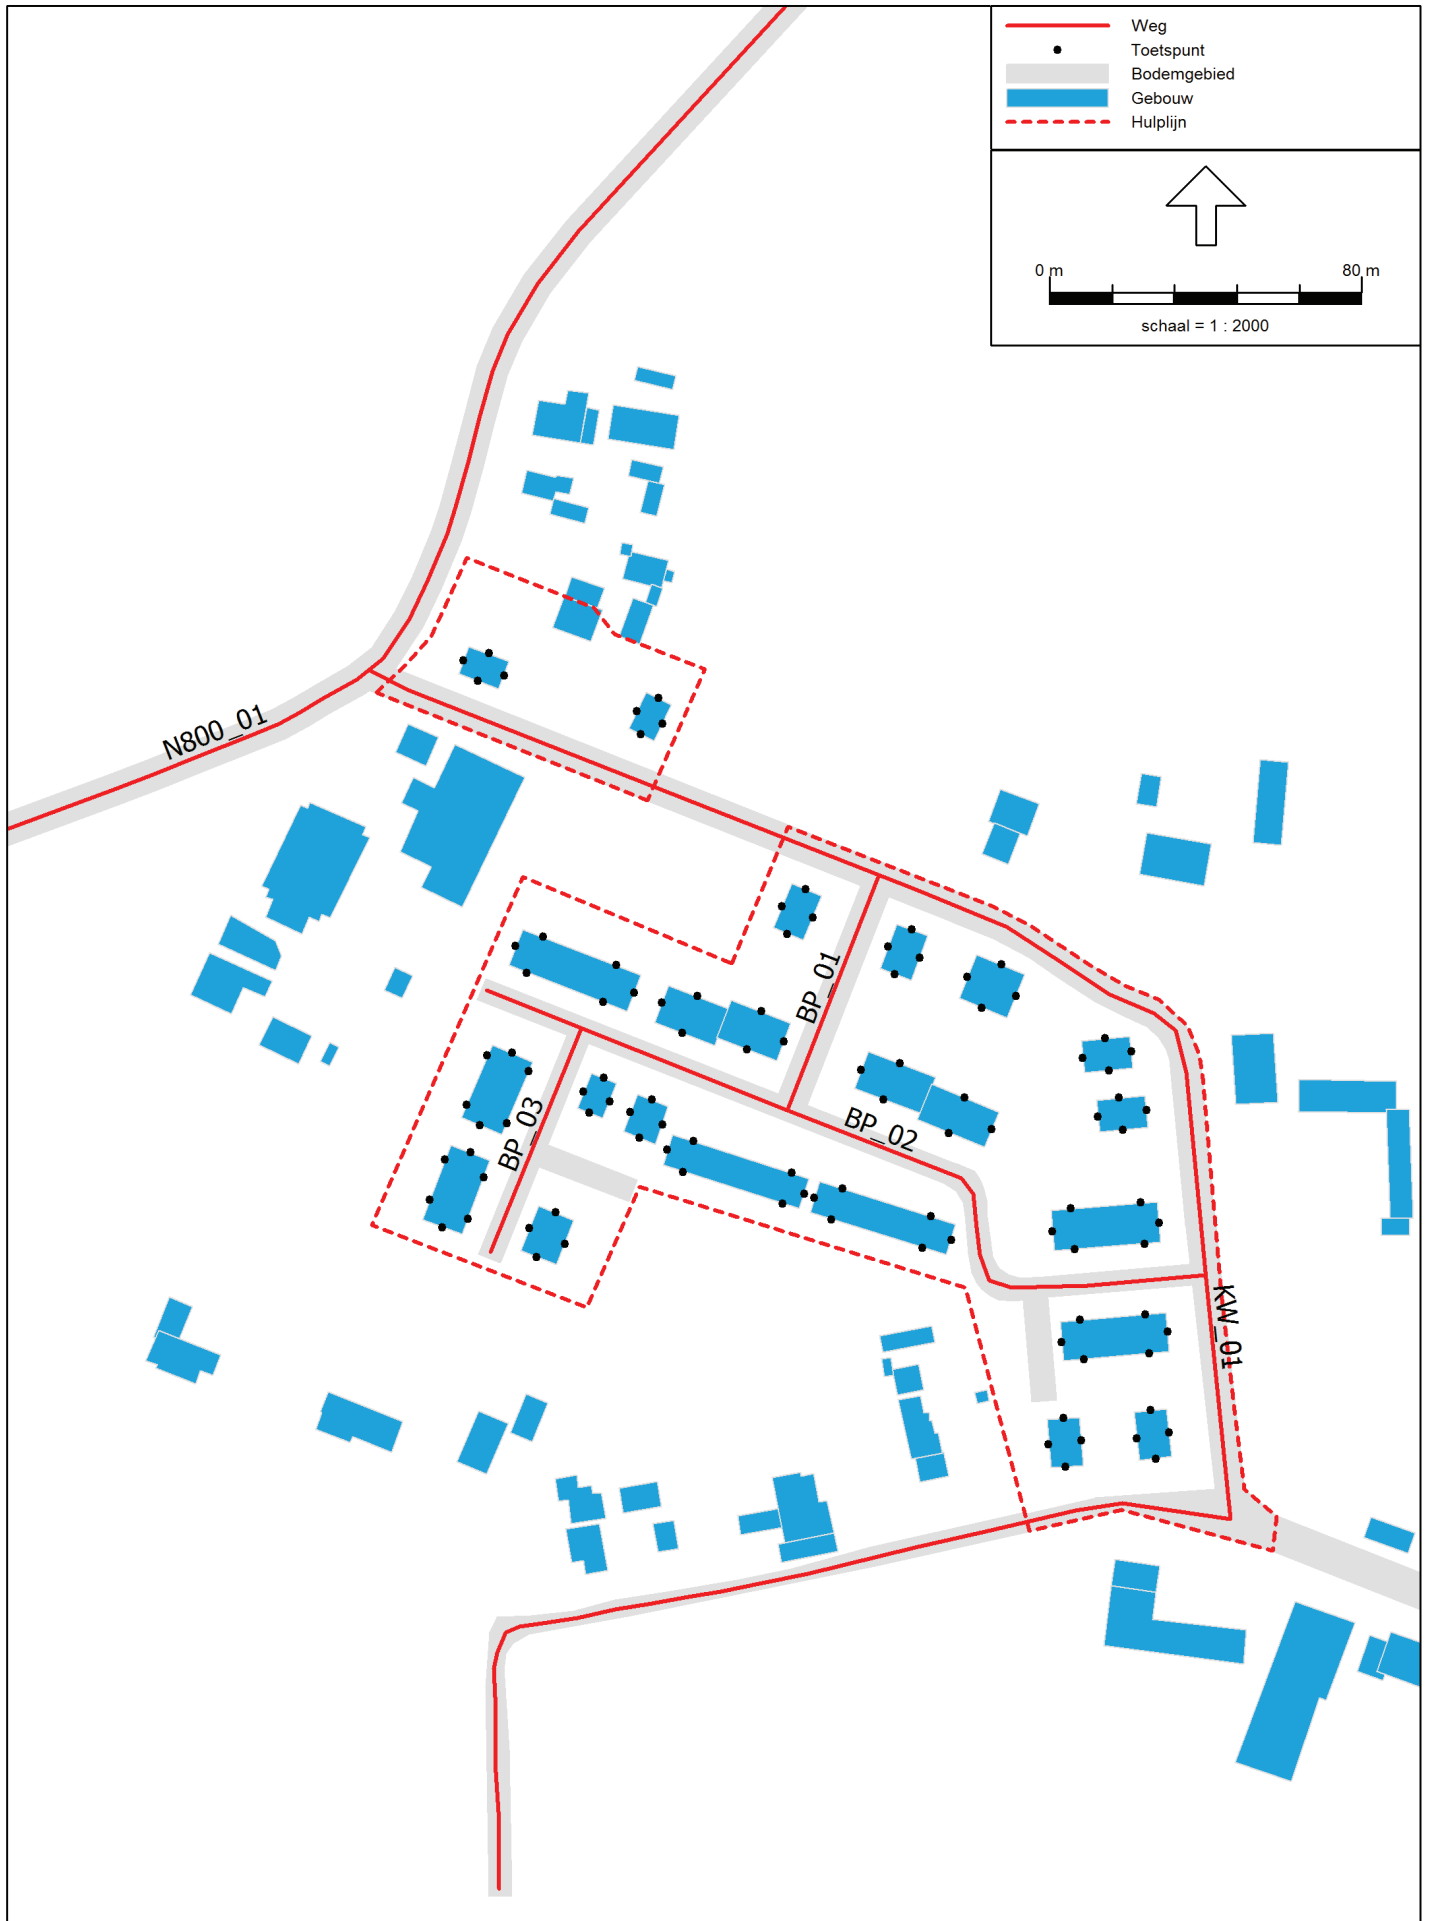 Weg
Toetspunt
Bodemgebied
Gebouw
Hulplijn
0 m 80 m
schaal = 1 : 2000
N800_01
BP_01
BP_02
BP_03
KW_01